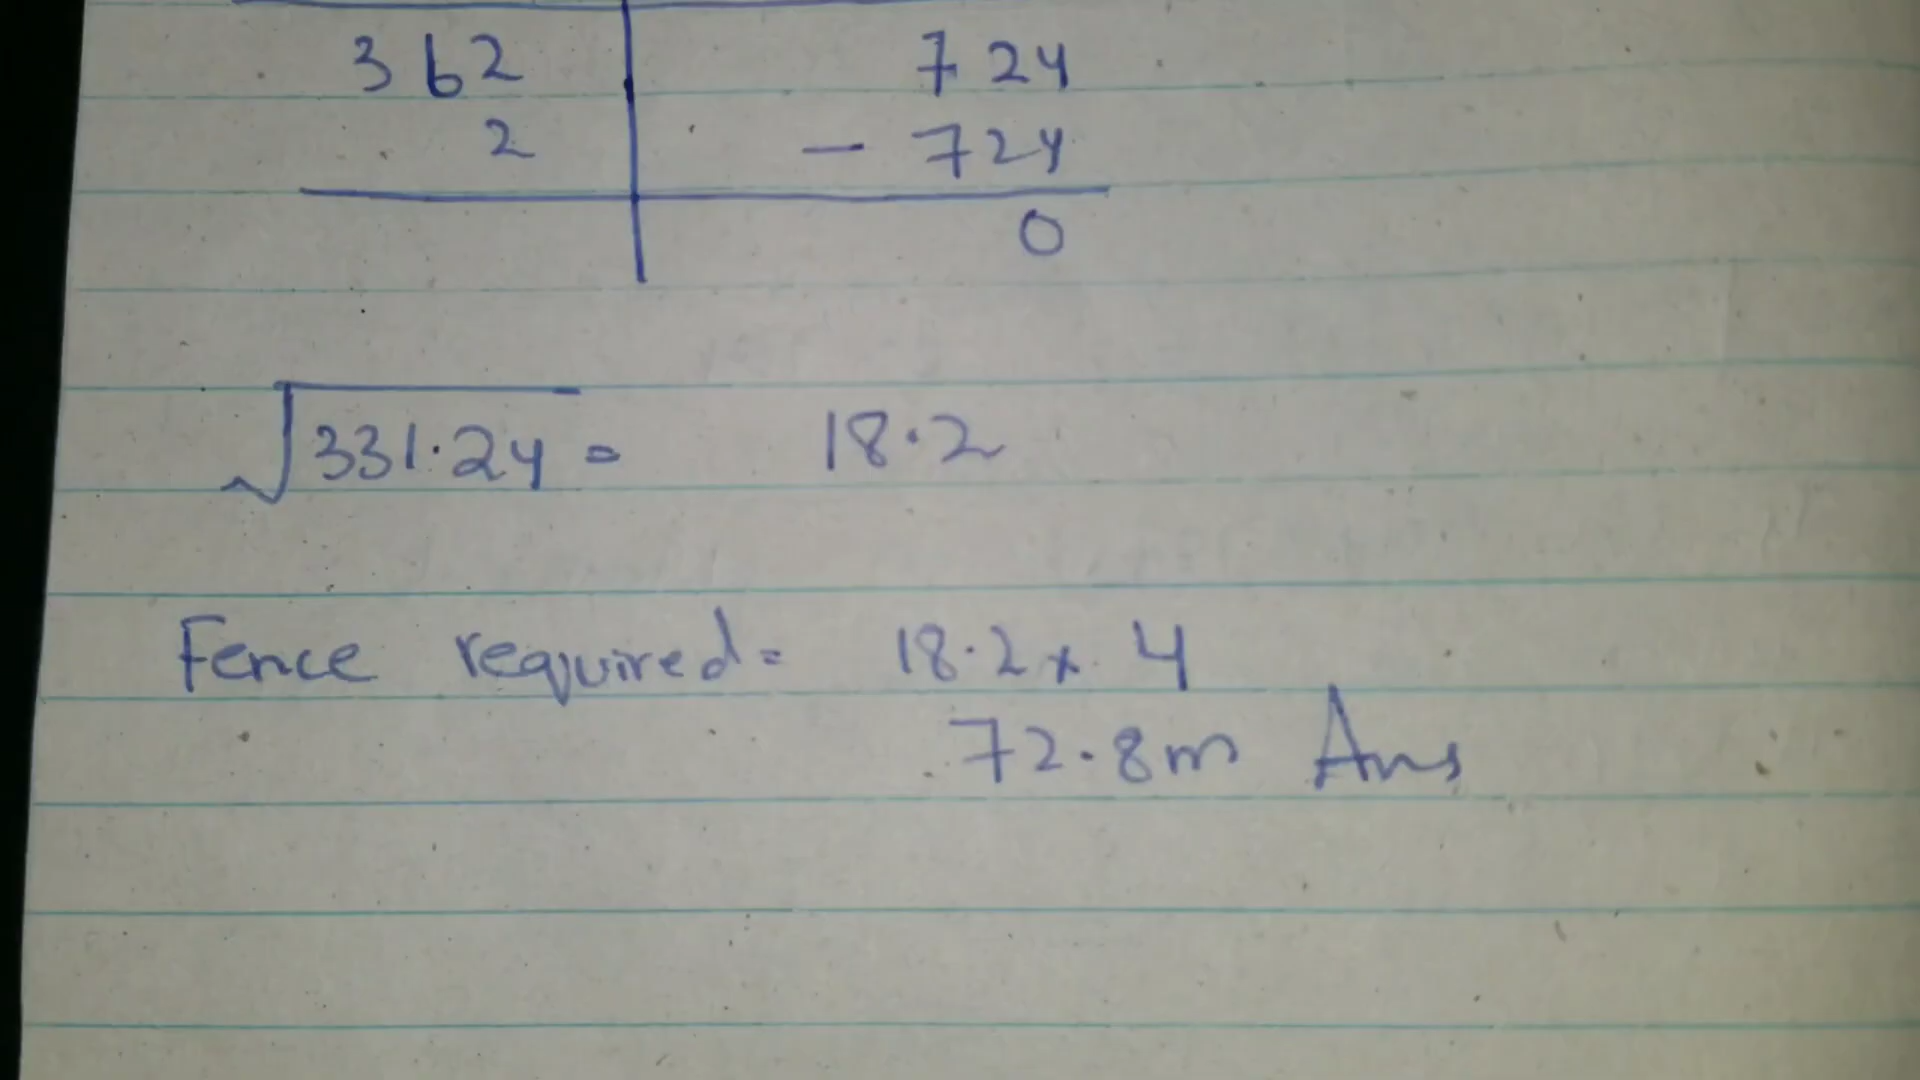 362 724
2 - 724
0
√331.24 = 18.2
Fence required = 18.2 x 4
72.8m Ans